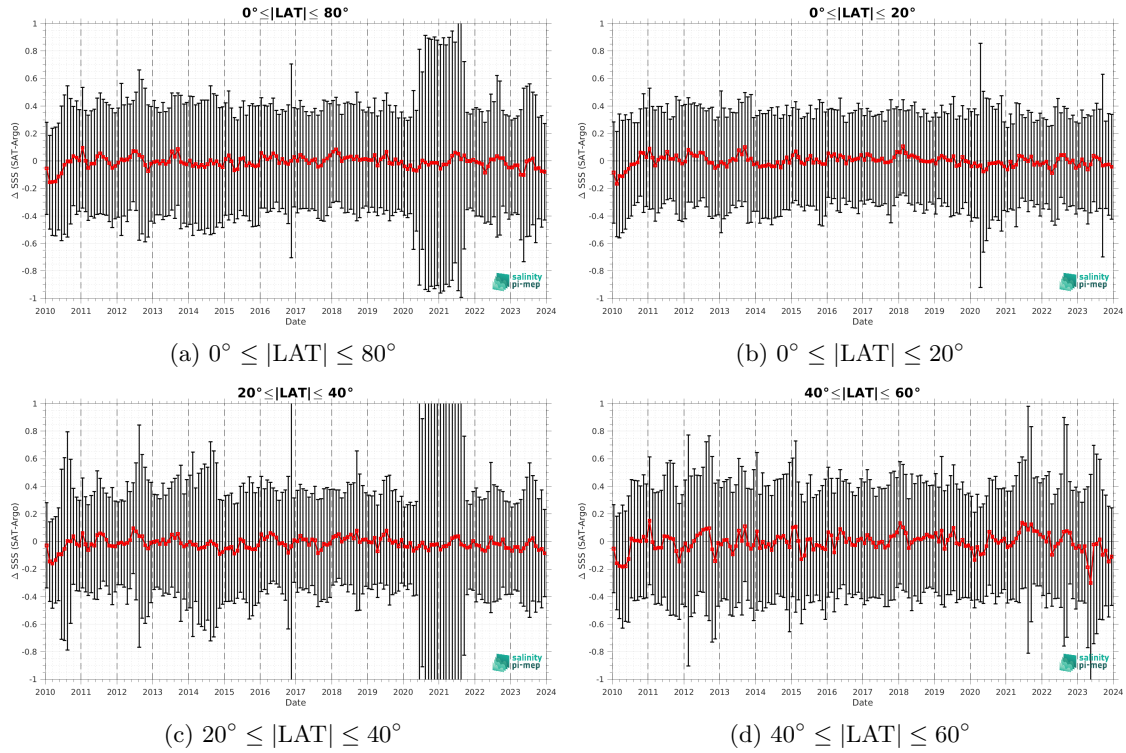 0°≤|LAT|≤ 80°
Δ SSS (SAT-Argo)
1
0.8
0.6
0.4
0.2
0
-0.2
-0.4
-0.6
-0.8
-1
salinity
pi-mep
2010 2011 2012 2013 2014 2015 2016 2017 2018 2019 2020 2021 2022 2023 2024
Date
(a) 0° ≤ |LAT| ≤ 80°
0°≤|LAT|≤ 20°
Δ SSS (SAT-Argo)
1
0.8
0.6
0.4
0.2
0
-0.2
-0.4
-0.6
-0.8
-1
salinity
pi-mep
2010 2011 2012 2013 2014 2015 2016 2017 2018 2019 2020 2021 2022 2023 2024
Date
(b) 0° ≤ |LAT| ≤ 20°
20°≤|LAT|≤ 40°
Δ SSS (SAT-Argo)
1
0.8
0.6
0.4
0.2
0
-0.2
-0.4
-0.6
-0.8
-1
salinity
pi-mep
2010 2011 2012 2013 2014 2015 2016 2017 2018 2019 2020 2021 2022 2023 2024
Date
(c) 20° ≤ |LAT| ≤ 40°
40°≤|LAT|≤ 60°
Δ SSS (SAT-Argo)
1
0.8
0.6
0.4
0.2
0
-0.2
-0.4
-0.6
-0.8
-1
salinity
pi-mep
2010 2011 2012 2013 2014 2015 2016 2017 2018 2019 2020 2021 2022 2023 2024
Date
(d) 40° ≤ |LAT| ≤ 60°